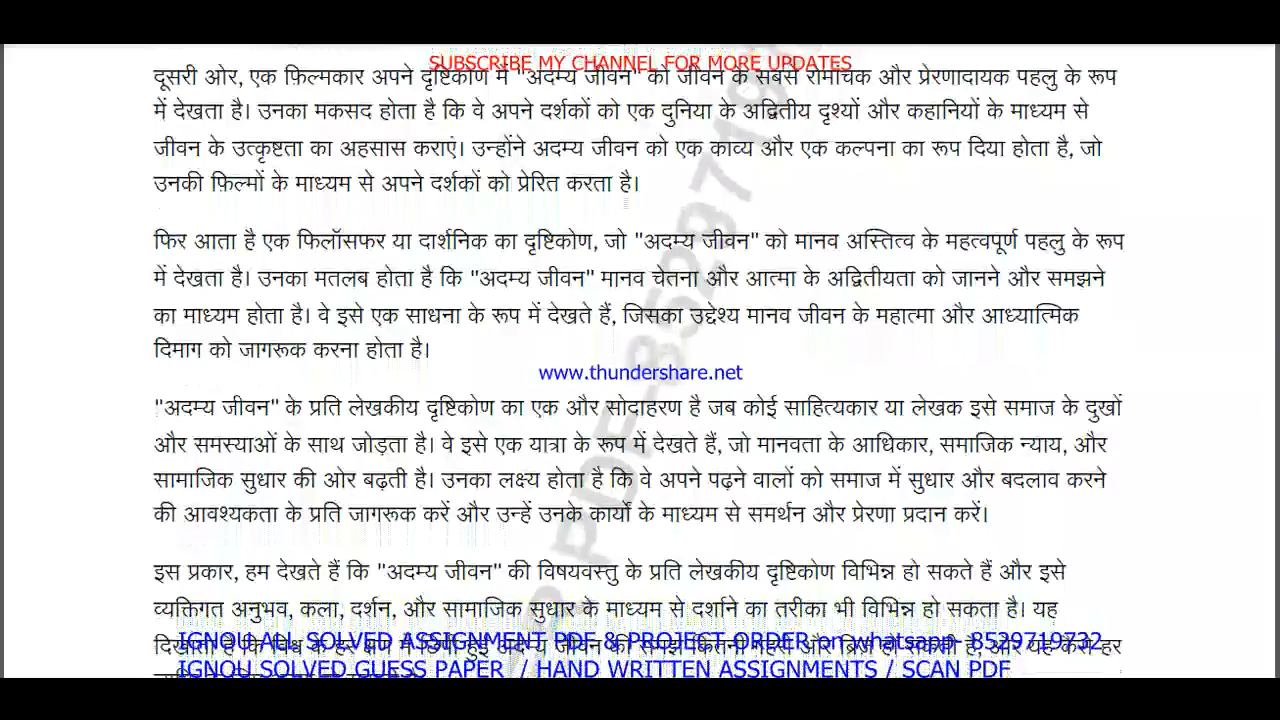 SUBSCRIBE MY CHANNEL FOR MORE UPDATES
दूसरी ओर, एक फ़िल्मकार अपने दृष्टिकोण में "अदम्य जीवन" को जीवन के सबसे रोमांचक और प्रेरणादायक पहलु के रूप
में देखता है। उनका मकसद होता है कि वे अपने दर्शकों को एक दुनिया के अद्वितीय दृश्यों और कहानियों के माध्यम से
जीवन के उत्कृष्टता का अहसास कराएं। उन्होंने अदम्य जीवन को एक काव्य और एक कल्पना का रूप दिया होता है, जो
उनकी फ़िल्मों के माध्यम से अपने दर्शकों को प्रेरित करता है।
फिर आता है एक फिलॉसफर या दार्शनिक का दृष्टिकोण, जो "अदम्य जीवन" को मानव अस्तित्व के महत्वपूर्ण पहलु के रूप
में देखता है। उनका मतलब होता है कि "अदम्य जीवन" मानव चेतना और आत्मा के अद्वितीयता को जानने और समझने
का माध्यम होता है। वे इसे एक साधना के रूप में देखते हैं, जिसका उद्देश्य मानव जीवन के महात्मा और आध्यात्मिक
दिमाग को जागरूक करना होता है।
www.thundershare.net
"अदम्य जीवन" के प्रति लेखकीय दृष्टिकोण का एक और सोदाहरण है जब कोई साहित्यकार या लेखक इसे समाज के दुखों
और समस्याओं के साथ जोड़ता है। वे इसे एक यात्रा के रूप में देखते हैं, जो मानवता के आधिकार, समाजिक न्याय, और
सामाजिक सुधार की ओर बढ़ती है। उनका लक्ष्य होता है कि वे अपने पढ़ने वालों को समाज में सुधार और बदलाव करने
की आवश्यकता के प्रति जागरूक करें और उन्हें उनके कार्यों के माध्यम से समर्थन और प्रेरणा प्रदान करें।
इस प्रकार, हम देखते हैं कि "अदम्य जीवन" की विषयवस्तु के प्रति लेखकीय दृष्टिकोण विभिन्न हो सकते हैं और इसे
व्यक्तिगत अनुभव, कला, दर्शन, और सामाजिक सुधार के माध्यम से दर्शाने का तरीका भी विभिन्न हो सकता है। यह
IGNOU ALL SOLVED ASSIGNMENT PDF & PROJECT ORDER on whatsapp- 8529719732
IGNOU SOLVED GUESS PAPER / HAND WRITTEN ASSIGNMENTS / SCAN PDF